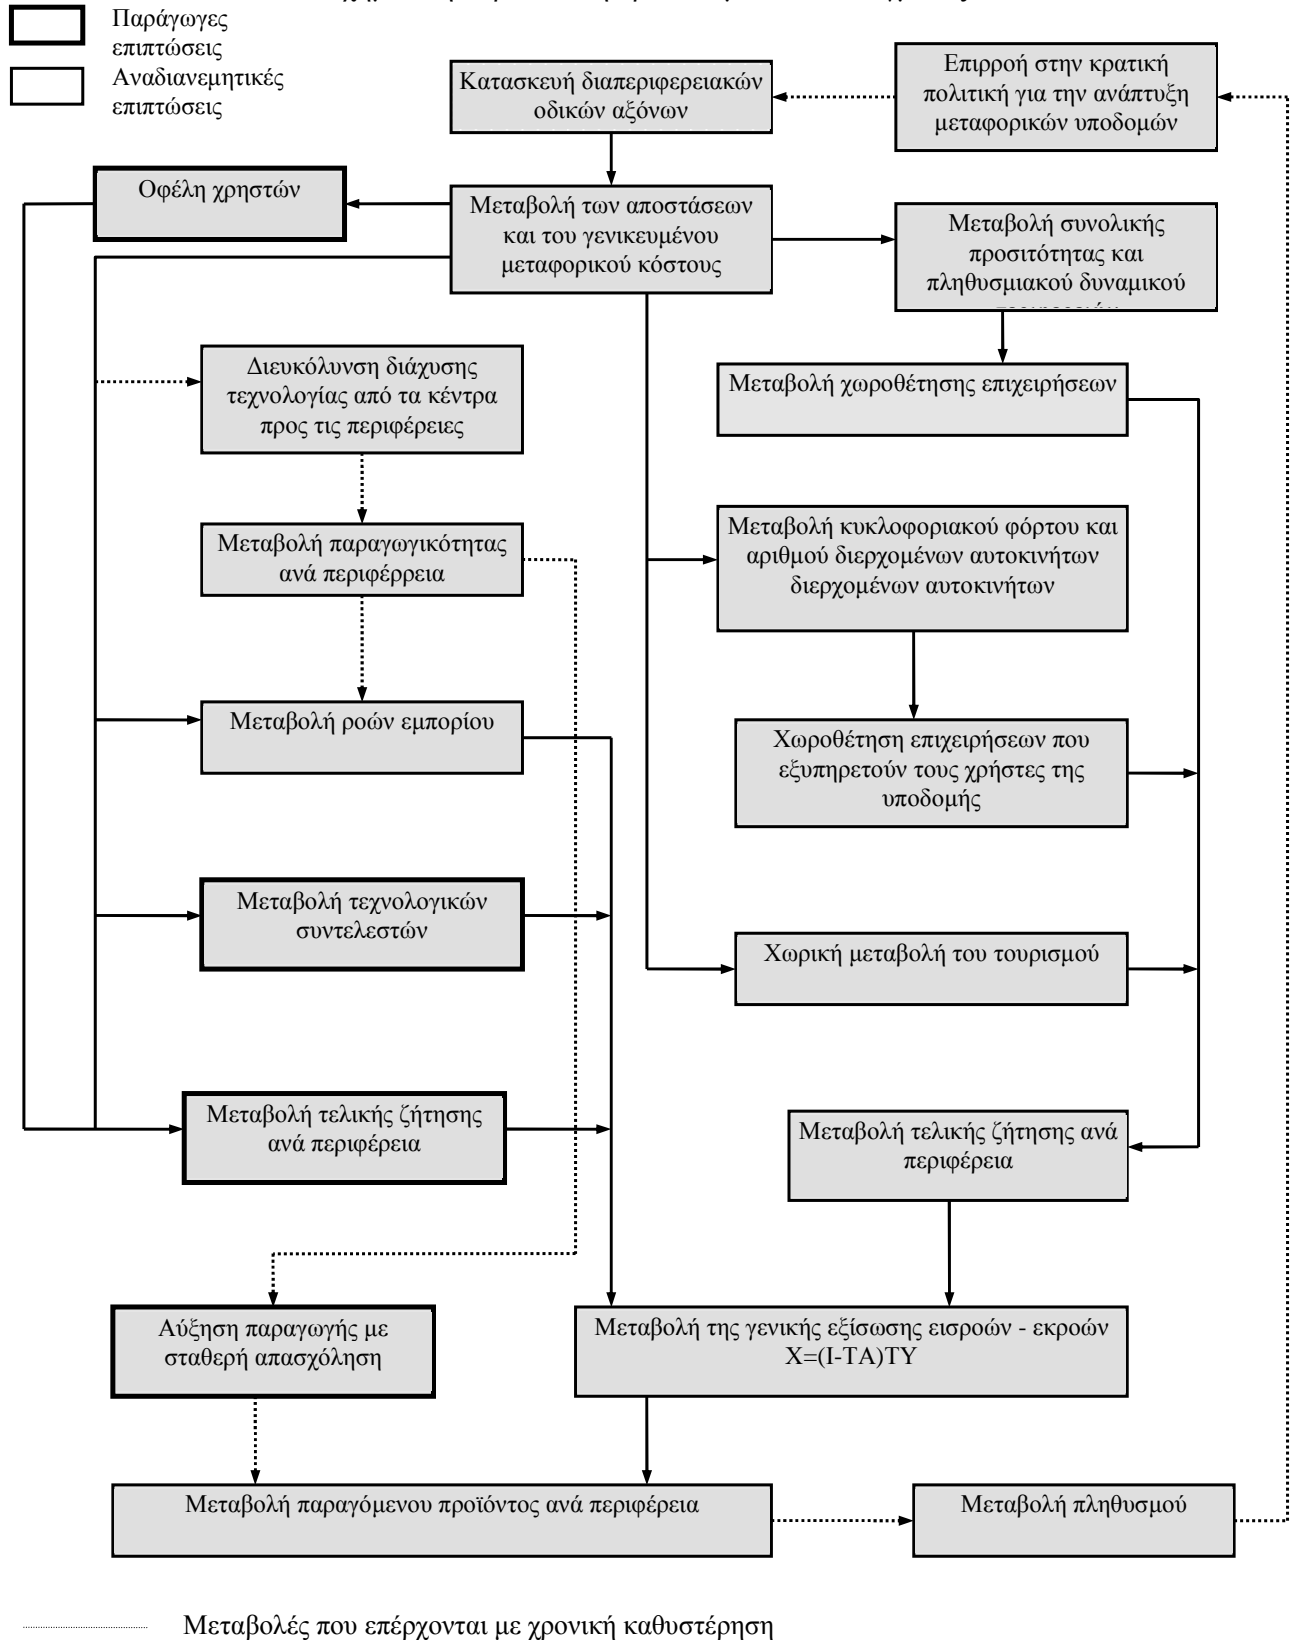 Παράγωγες
επιπτώσεις
Αναδιανεμητικές
επιπτώσεις
Κατασκευή διαπεριφερειακών
οδικών αξόνων
Επιρροή στην κρατική
πολιτική για την ανάπτυξη
μεταφορικών υποδομών
Οφέλη χρηστών
Μεταβολή των αποστάσεων
και του γενικευμένου
μεταφορικού κόστους
Μεταβολή συνολικής
προσιτότητας και
πληθυσμιακού δυναμικού
Διευκόλυνση διάχυσης
τεχνολογίας από τα κέντρα
προς τις περιφέρειες
Μεταβολή χωροθέτησης επιχειρήσεων
Μεταβολή παραγωγικότητας
ανά περιφέρρεια
Μεταβολή κυκλοφοριακού φόρτου και
αριθμού διερχομένων αυτοκινήτων
διερχομένων αυτοκινήτων
Μεταβολή ροών εμπορίου
Χωροθέτηση επιχειρήσεων που
εξυπηρετούν τους χρήστες της
υποδομής
Μεταβολή τεχνολογικών
συντελεστών
Χωρική μεταβολή του τουρισμού
Μεταβολή τελικής ζήτησης
ανά περιφέρεια
Μεταβολή τελικής ζήτησης ανά
περιφέρεια
Αύξηση παραγωγής με
σταθερή απασχόληση
Μεταβολή της γενικής εξίσωσης εισροών - εκροών
Χ=(Ι-ΤΑ)ΤΥ
Μεταβολή παραγόμενου προϊόντος ανά περιφέρεια
Μεταβολή πληθυσμού
Μεταβολές που επέρχονται με χρονική καθυστέρηση